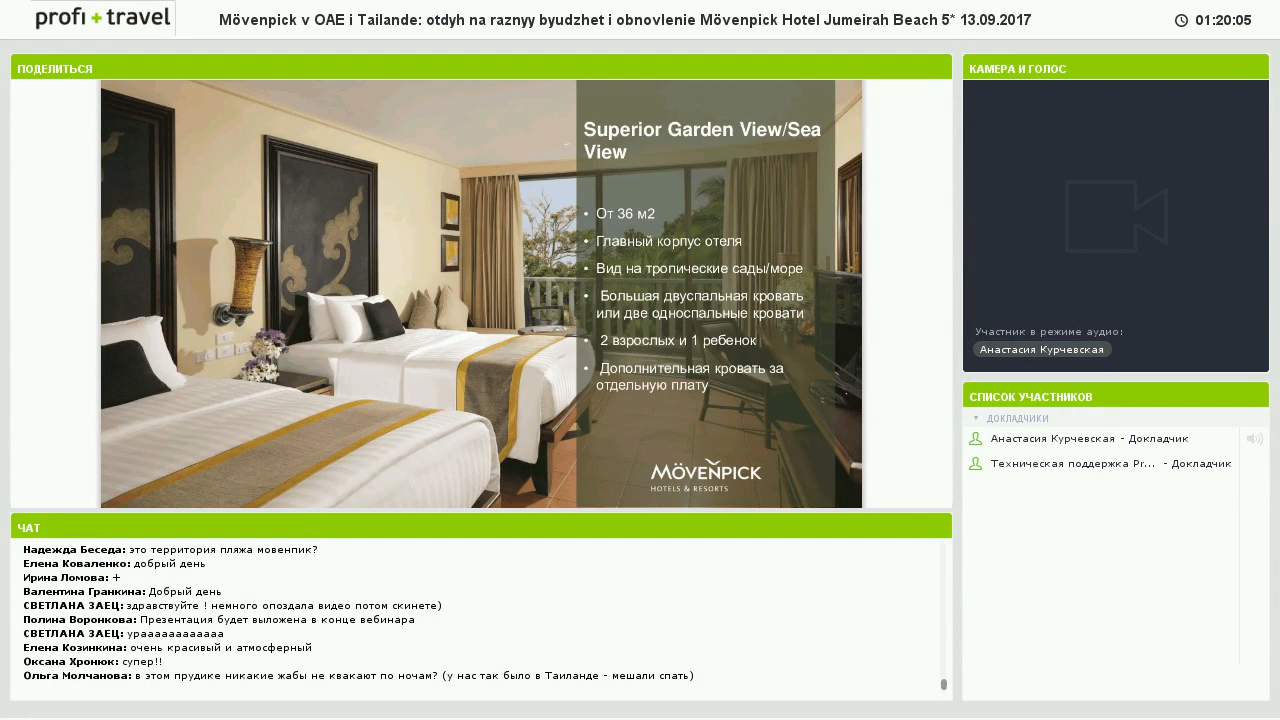 profi + travel
Mövenpick v OAE i Tailande: otdyh na raznyy byudzhet i obnovlenie Mövenpick Hotel Jumeirah Beach 5* 13.09.2017
01:20:05
ПОДЕЛИТЬСЯ
Superior Garden View/Sea
View
• От 36 м2
• Главный корпус отеля
• Вид на тропические сады/море
• Большая двуспальная кровать
или две односпальные кровати
• 2 взрослых и 1 ребенок
• Дополнительная кровать за
отдельную плату
MÖVENPICK
HOTELS & RESORTS
КАМЕРА И ГОЛОС
Участник в режиме аудио:
Анастасия Курчевская
СПИСОК УЧАСТНИКОВ
ДОКЛАДЧИКИ
Анастасия Курчевская - Докладчик
Техническая поддержка Pr... - Докладчик
ЧАТ
Надежда Беседа: это территория пляжа мовенпик?
Елена Коваленко: добрый день
Ирина Ломова: +
Валентина Гранкина: Добрый день
СВЕТЛАНА ЗАЕЦ: здравствуйте ! немного опоздала видео потом скинете)
Полина Воронкова: Презентация будет выложена в конце вебинара
СВЕТЛАНА ЗАЕЦ: ураааааааааааа
Елена Козинкина: очень красивый и атмосферный
Оксана Хронюк: супер!!
Ольга Молчанова: в этом прудике никакие жабы не квакают по ночам? (у нас так было в Таиланде - мешали спать)